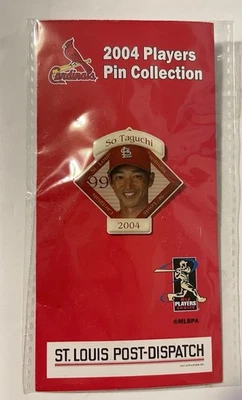 2004 Players
Pin Collection
Cardinals
So Taguchi
99
2004
PLAYERS
©MLBPA
ST. LOUIS POST-DISPATCH